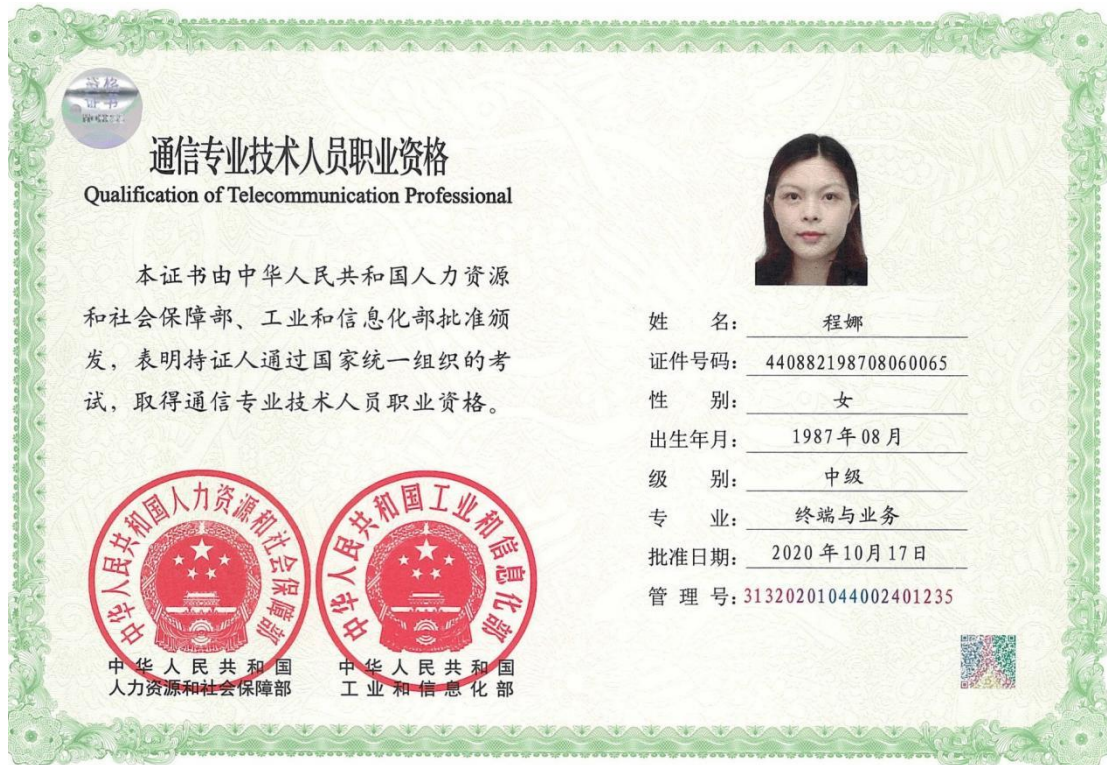 资格
证书
通信专业技术人员职业资格
Qualification of Telecommunication Professional
本证书由中华人民共和国人力资源
和社会保障部、工业和信息化部批准颁
发，表明持证人通过国家统一组织的考
试，取得通信专业技术人员职业资格。
中华人民共和国人力资源和社会保障部
中华人民共和国
人力资源和社会保障部
中华人民共和国工业和信息化部
中华人民共和国
工业和信息化部
姓 名： 程娜
证件号码： 440882198708060065
性 别： 女
出生年月： 1987年08月
级 别： 中级
专 业： 终端与业务
批准日期： 2020年10月17日
管 理 号: 31320201044002401235